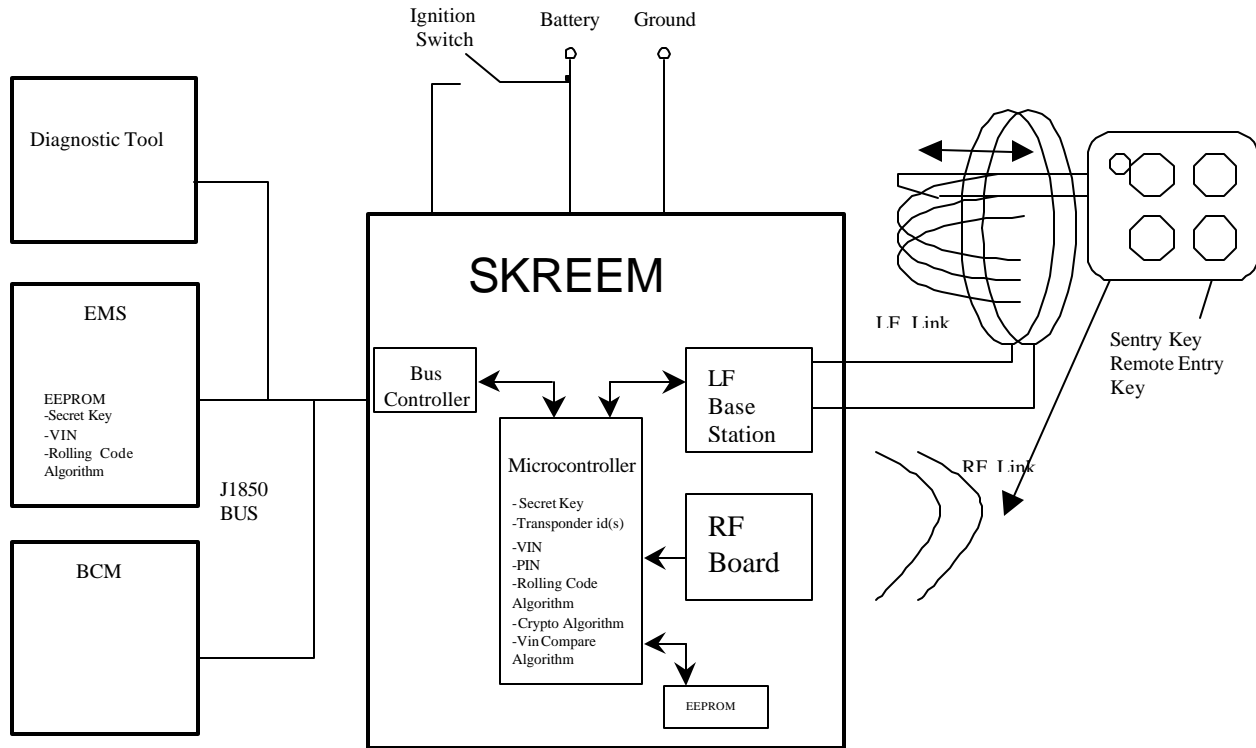 Ignition
Switch
Battery
Ground
Diagnostic Tool
EMS
EEPROM
-Secret Key
-VIN
-Rolling Code
Algorithm
J1850
BUS
BCM
SKREEM
Bus
Controller
LF
Base
Station
Microcontroller
-Secret Key
-Transponder id(s)
-VIN
-PIN
-Rolling Code
Algorithm
-Crypto Algorithm
-Vin Compare
Algorithm
RF
Board
EEPROM
LF Link
Sentry Key
Remote Entry
Key
RF Link